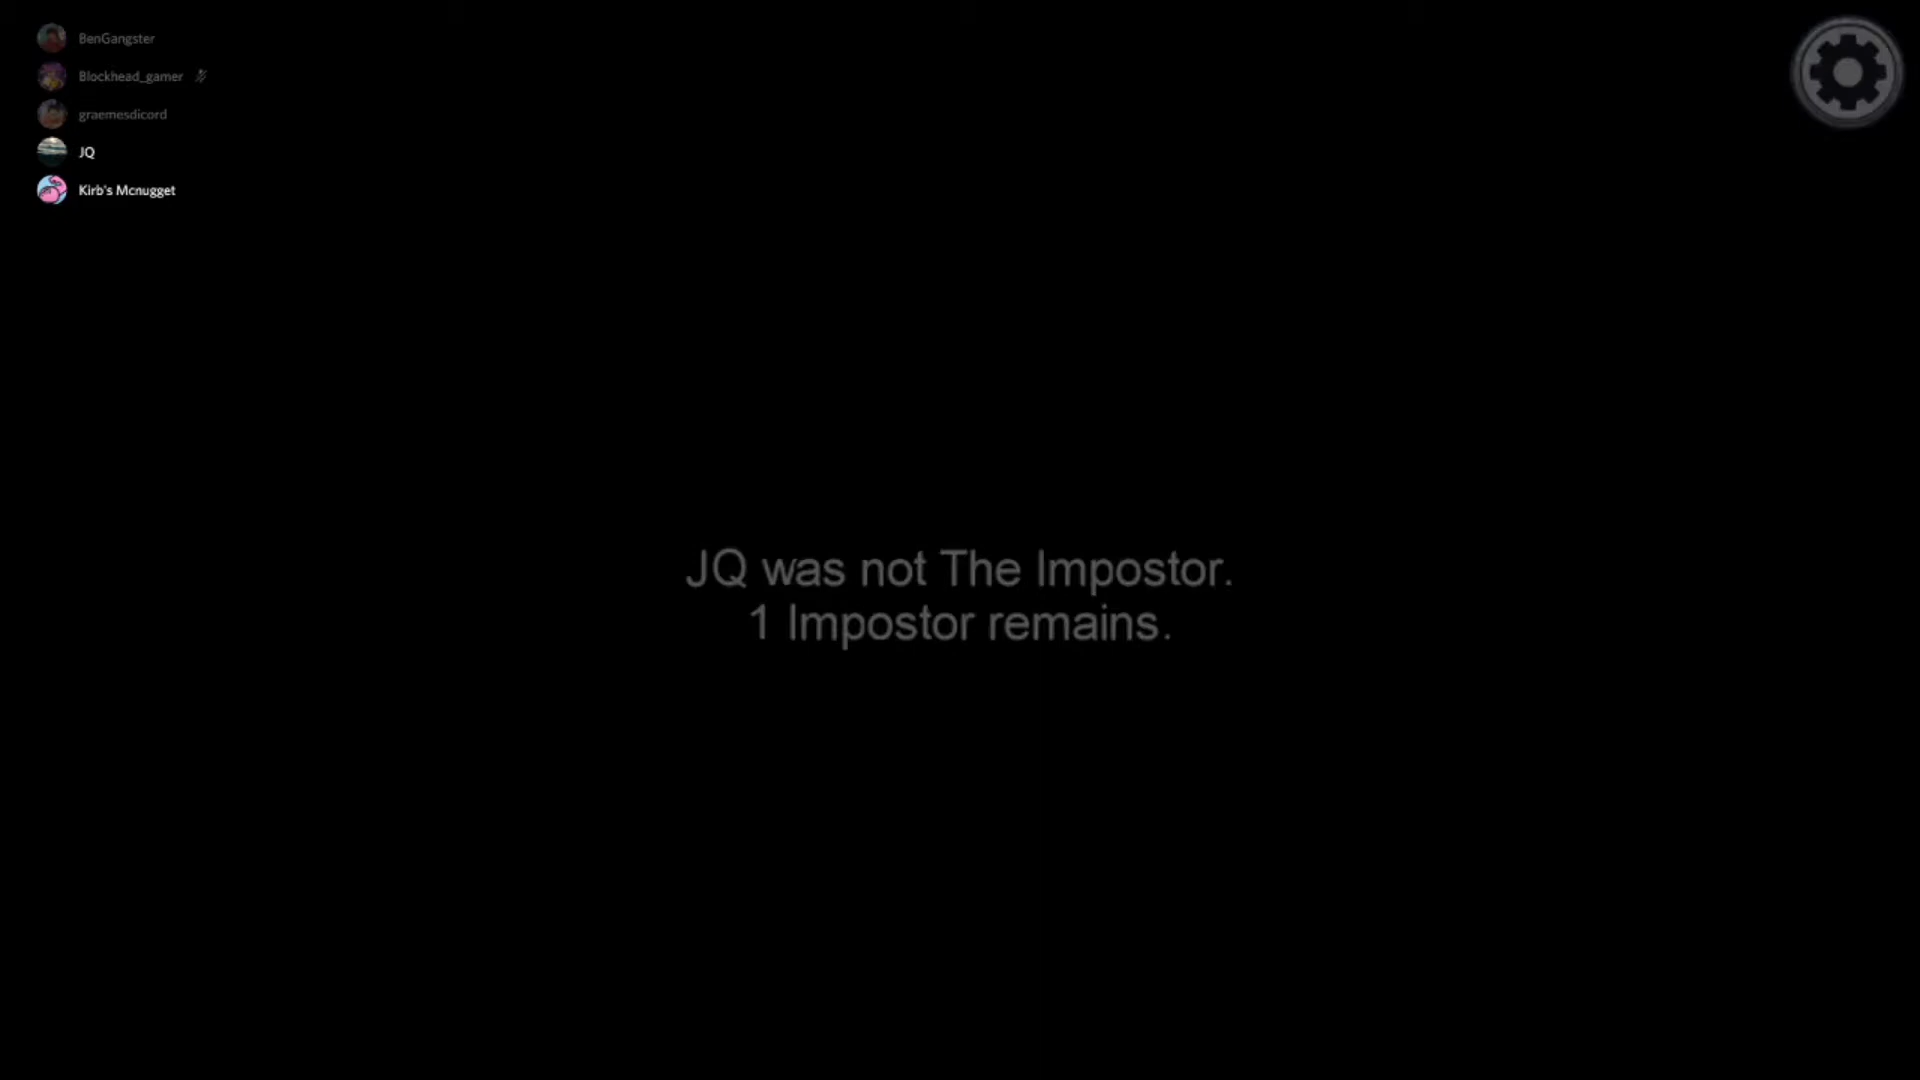 BenGangster
Blockhead_gamer
graemesdicord
JQ
Kirb's Mcnugget
JQ was not The Impostor.
1 Impostor remains.